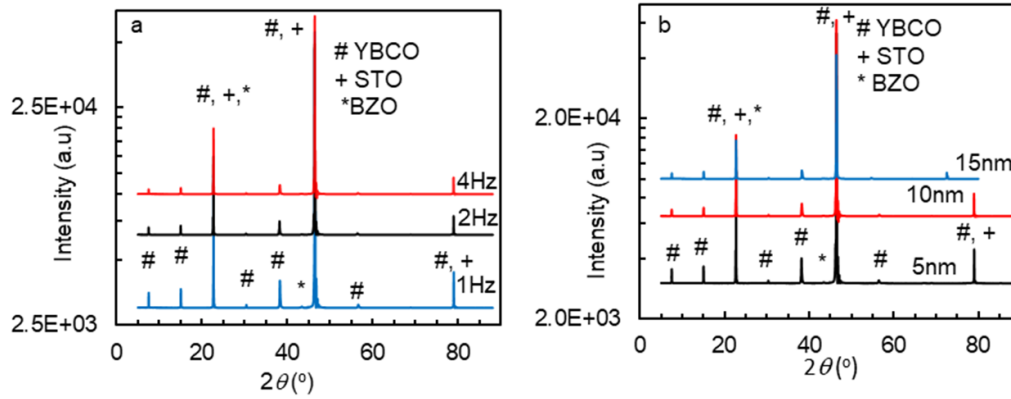 a
#, +
# YBCO
+ STO
*BZO
#, +,*
2.5E+04
4Hz
2Hz
# # # # * # #, +
1Hz
2.5E+03
0 20 40 60 80
2θ(º)
Intensity (a.u)
b
#, +
# YBCO
+ STO
* BZO
#, +,*
2.0E+04
15nm
10nm
# # # # * # #, +
5nm
2.0E+03
0 20 40 60 80
2θ(º)
Intensity (a.u)